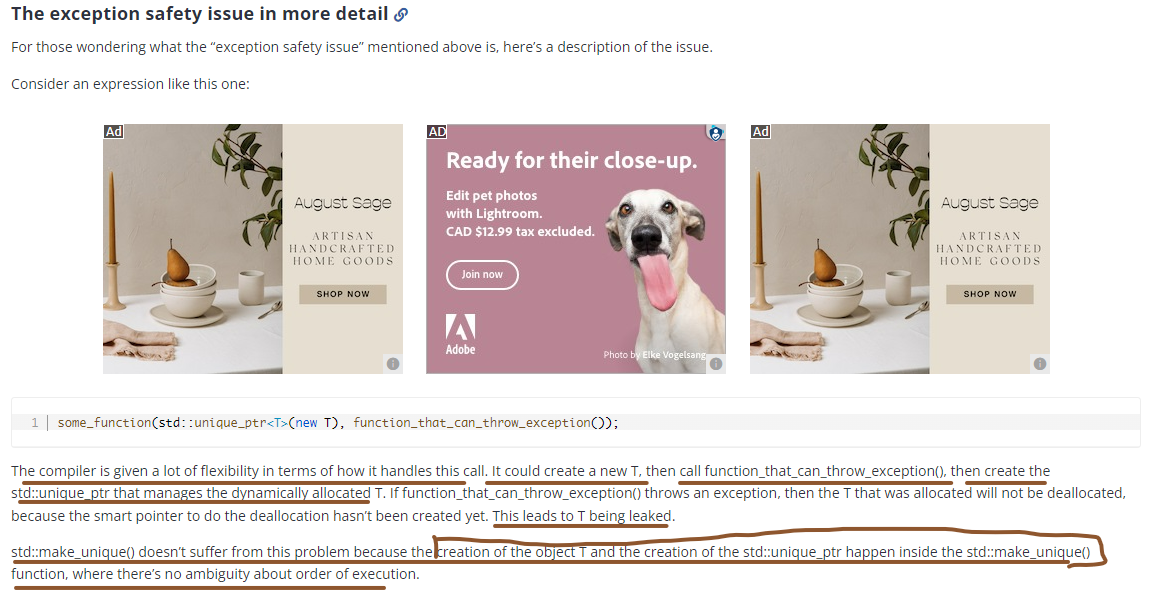 The exception safety issue in more detail
For those wondering what the “exception safety issue” mentioned above is, here’s a description of the issue.
Consider an expression like this one:
Ad
August Sage
ARTISAN
HANDCRAFTED
HOME GOODS
SHOP NOW
AD
Ready for their close-up.
Edit pet photos
with Lightroom.
CAD $12.99 tax excluded.
Join now
Adobe
Photo by Elke Vogelsang
Ad
August Sage
ARTISAN
HANDCRAFTED
HOME GOODS
SHOP NOW
1 some_function(std::unique_ptr<T>(new T), function_that_can_throw_exception());
The compiler is given a lot of flexibility in terms of how it handles this call. It could create a new T, then call function_that_can_throw_exception(), then create the
std::unique_ptr that manages the dynamically allocated T. If function_that_can_throw_exception() throws an exception, then the T that was allocated will not be deallocated,
because the smart pointer to do the deallocation hasn’t been created yet. This leads to T being leaked.
std::make_unique() doesn’t suffer from this problem because the creation of the object T and the creation of the std::unique_ptr happen inside the std::make_unique()
function, where there’s no ambiguity about order of execution.